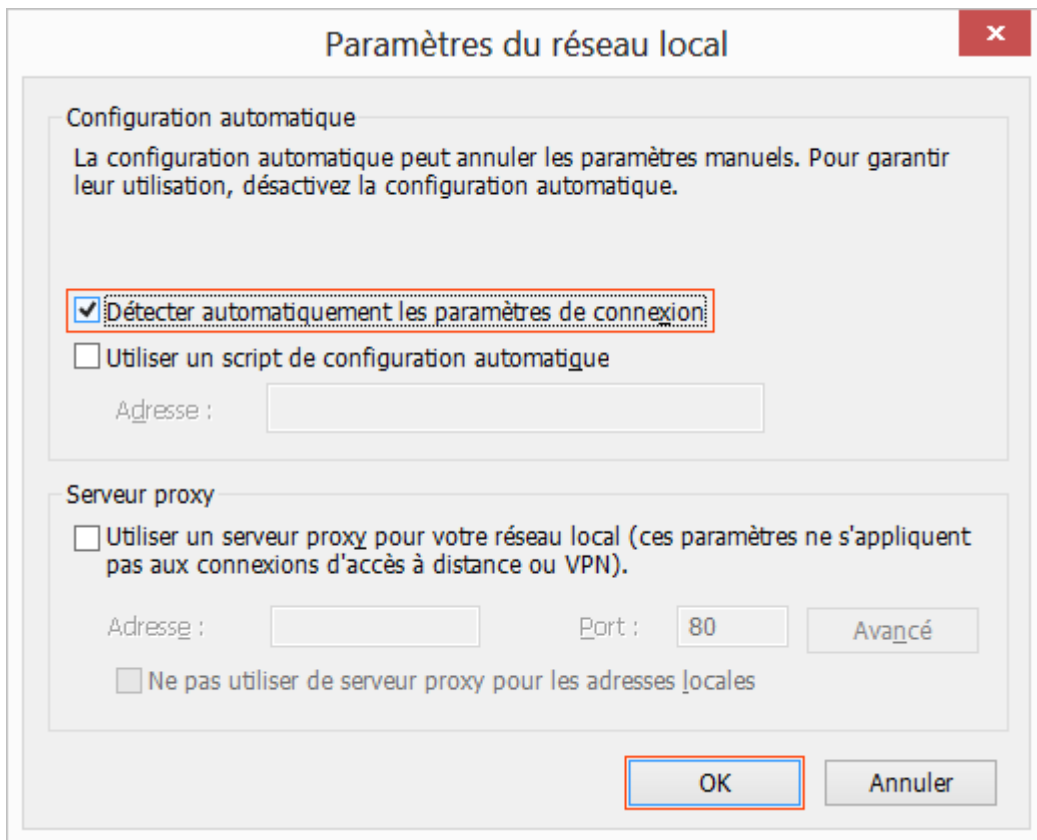 Paramètres du réseau local
x
Configuration automatique
La configuration automatique peut annuler les paramètres manuels. Pour garantir
leur utilisation, désactivez la configuration automatique.
Détecter automatiquement les paramètres de connexion
Utiliser un script de configuration automatique
Adresse :
Serveur proxy
Utiliser un serveur proxy pour votre réseau local (ces paramètres ne s'appliquent
pas aux connexions d'accès à distance ou VPN).
Adresse : Port : 80 Avancé
Ne pas utiliser de serveur proxy pour les adresses locales
OK Annuler